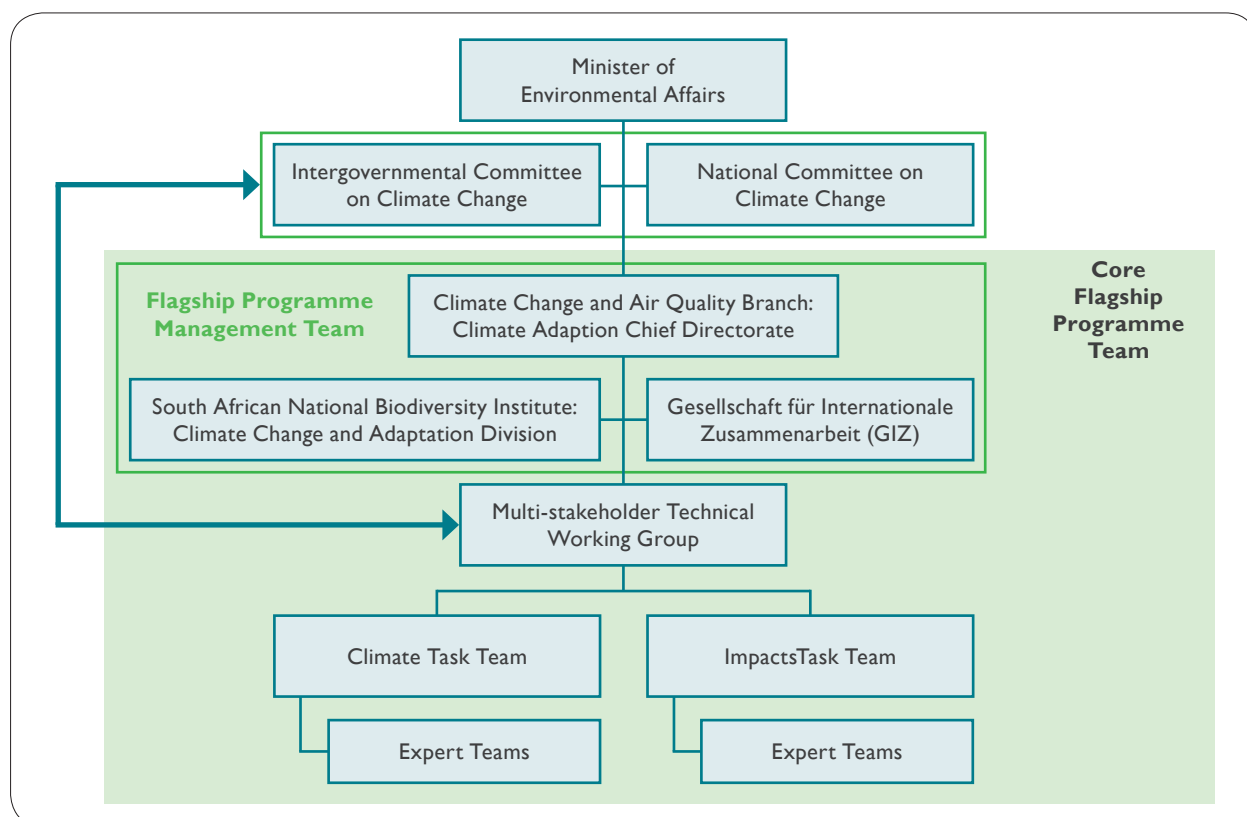 Minister of
Environmental Affairs
Intergovernmental Committee
on Climate Change
National Committee on
Climate Change
Core
Flagship
Programme
Team
Flagship Programme
Management Team
Climate Change and Air Quality Branch:
Climate Adaption Chief Directorate
South African National Biodiversity Institute:
Climate Change and Adaptation Division
Gesellschaft für Internationale
Zusammenarbeit (GIZ)
Multi-stakeholder Technical
Working Group
Climate Task Team
ImpactsTask Team
Expert Teams
Expert Teams